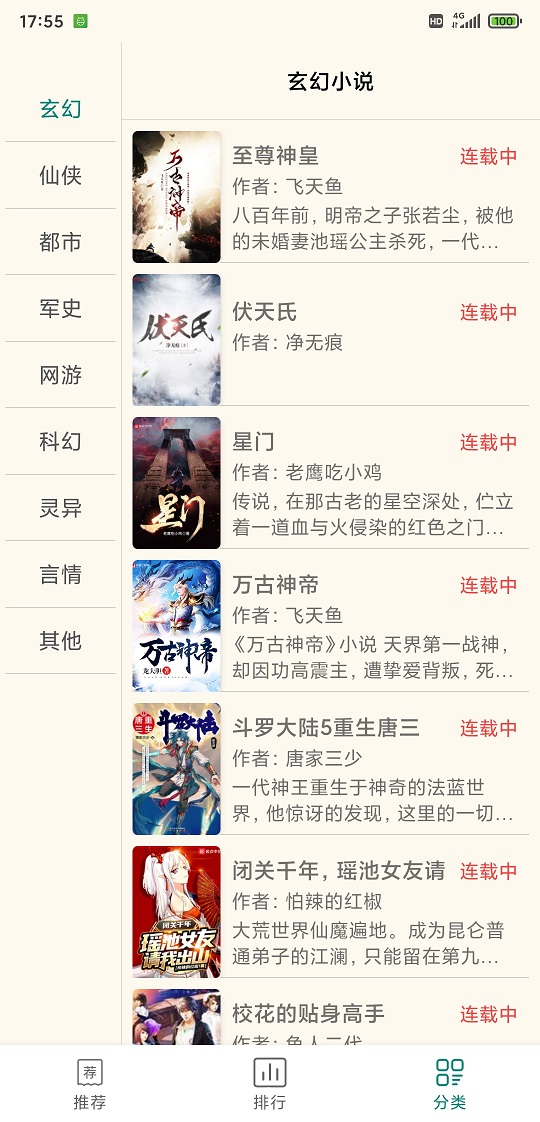 17:55
HD 4G 100
玄幻小说
玄幻
仙侠
都市
军史
网游
科幻
灵异
言情
其他
万古神帝
至尊神皇
连载中
作者: 飞天鱼
八百年前, 明帝之子张若尘, 被他
的未婚妻池瑶公主杀死, 一代...
伏天氏
净无痕
伏天氏
连载中
作者: 净无痕
星门
老鹰吃小鸡
星门
连载中
作者: 老鹰吃小鸡
传说, 在那古老的星空深处, 伫立
着一道血与火侵染的红色之门...
万古神帝
龙天胆 著
万古神帝
连载中
作者: 飞天鱼
《万古神帝》小说 天界第一战神,
却因功高震主, 遭挚爱背叛, 死...
重生
唐三
斗罗大陆
斗罗大陆5重生唐三
连载中
作者: 唐家三少
一代神王重生于神奇的法蓝世
界, 他惊讶的发现, 这里的一切...
闭关千年
瑶池女友
请我出山
闭关千年, 瑶池女友请
连载中
作者: 怕辣的红椒
大荒世界仙魔遍地。成为昆仑普
通弟子的江澜, 只能留在第九...
校花的贴身高手
连载中
作者: 鱼人二代
荐
推荐
排行
分类